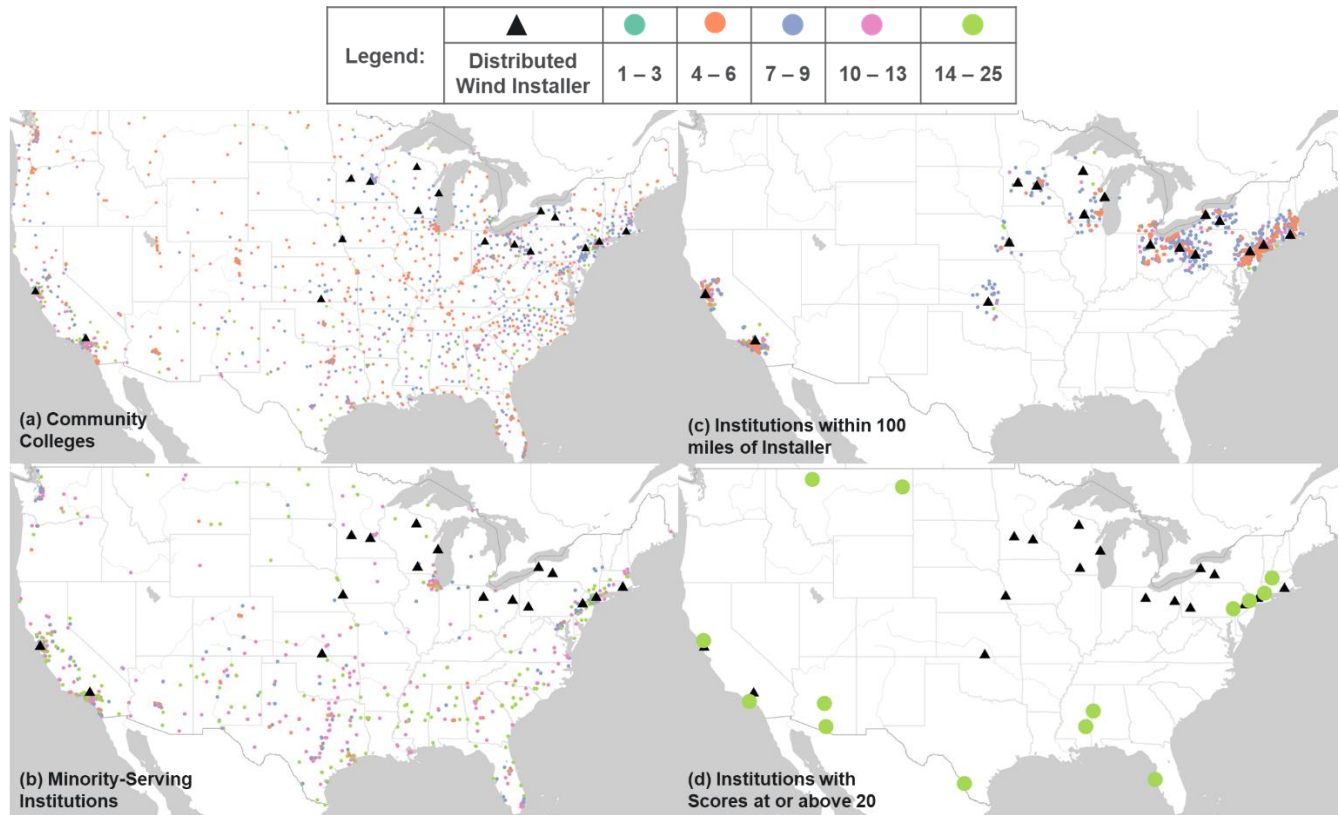 Legend:
Distributed
Wind Installer
1 – 3
4 – 6
7 – 9
10 – 13
14 – 25
(a) Community
Colleges
(c) Institutions within 100
miles of Installer
(b) Minority-Serving
Institutions
(d) Institutions with
Scores at or above 20